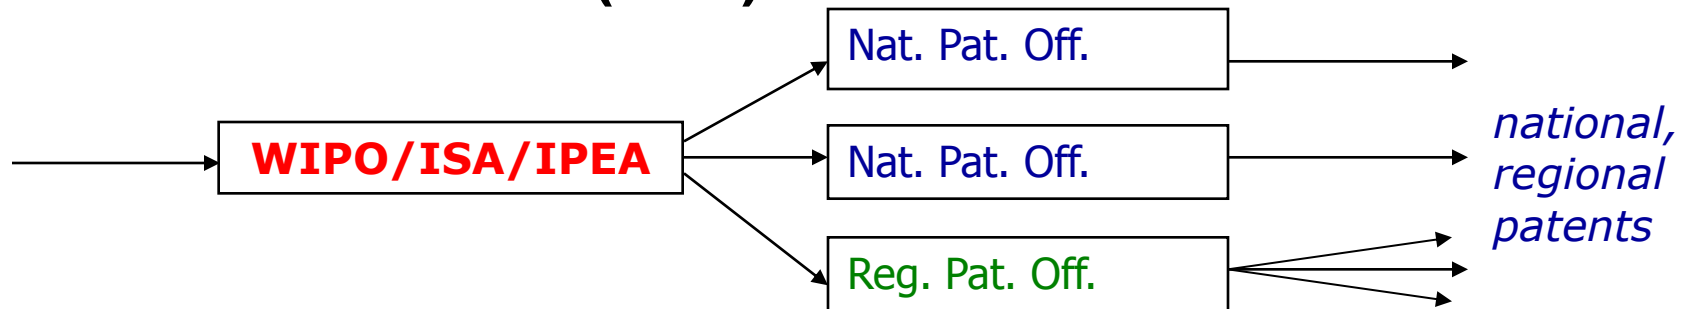 Nat. Pat. Off.
WIPO/ISA/IPEA
Nat. Pat. Off.
Reg. Pat. Off.
national,
regional
patents